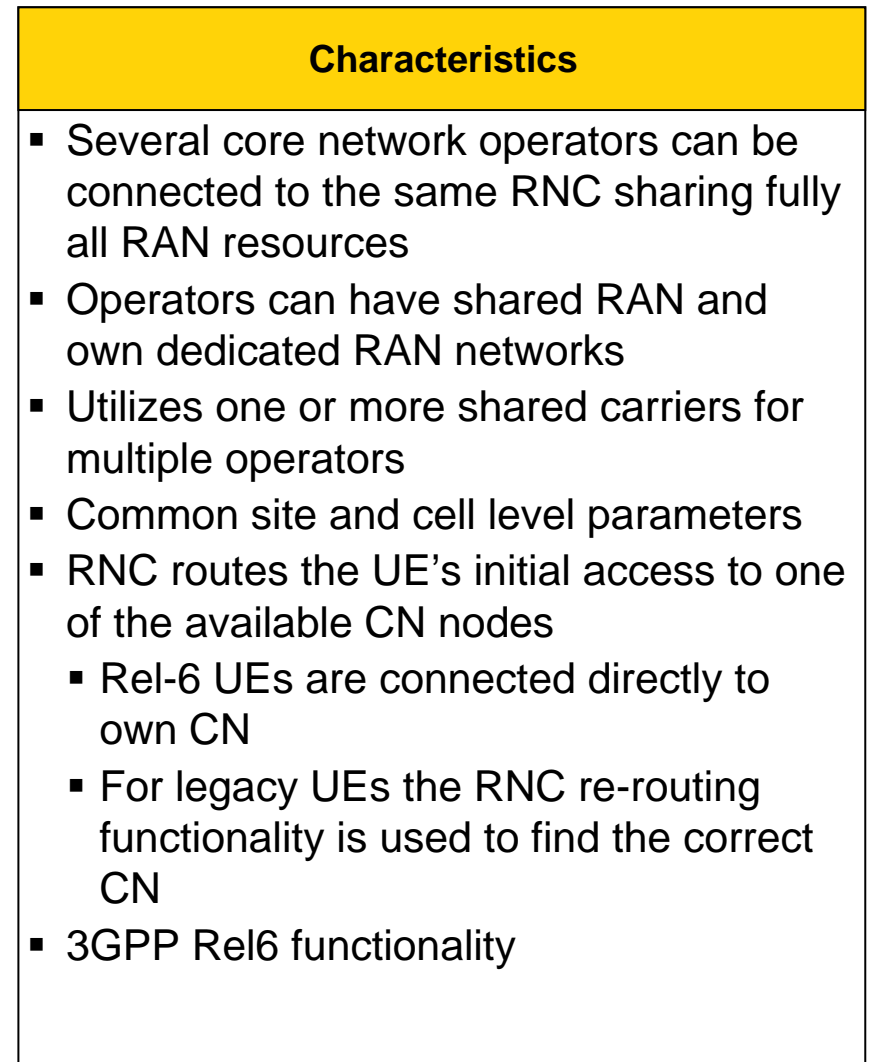 Characteristics
▪ Several core network operators can be
connected to the same RNC sharing fully
all RAN resources
▪ Operators can have shared RAN and
own dedicated RAN networks
▪ Utilizes one or more shared carriers for
multiple operators
▪ Common site and cell level parameters
▪ RNC routes the UE’s initial access to one
of the available CN nodes
▪ Rel-6 UEs are connected directly to
own CN
▪ For legacy UEs the RNC re-routing
functionality is used to find the correct
CN
▪ 3GPP Rel6 functionality